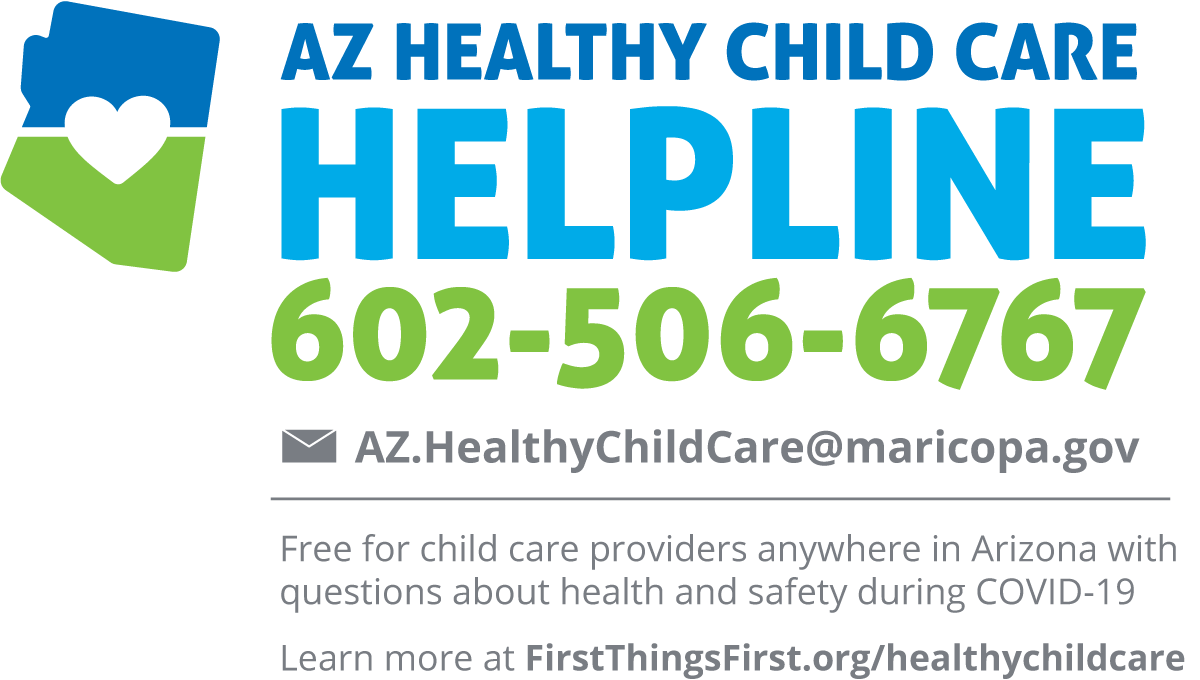 AZ HEALTHY CHILD CARE
HELPLINE
602-506-6767
AZ.HealthyChildCare@maricopa.gov
Free for child care providers anywhere in Arizona with
questions about health and safety during COVID-19
Learn more at FirstThingsFirst.org/healthychildcare